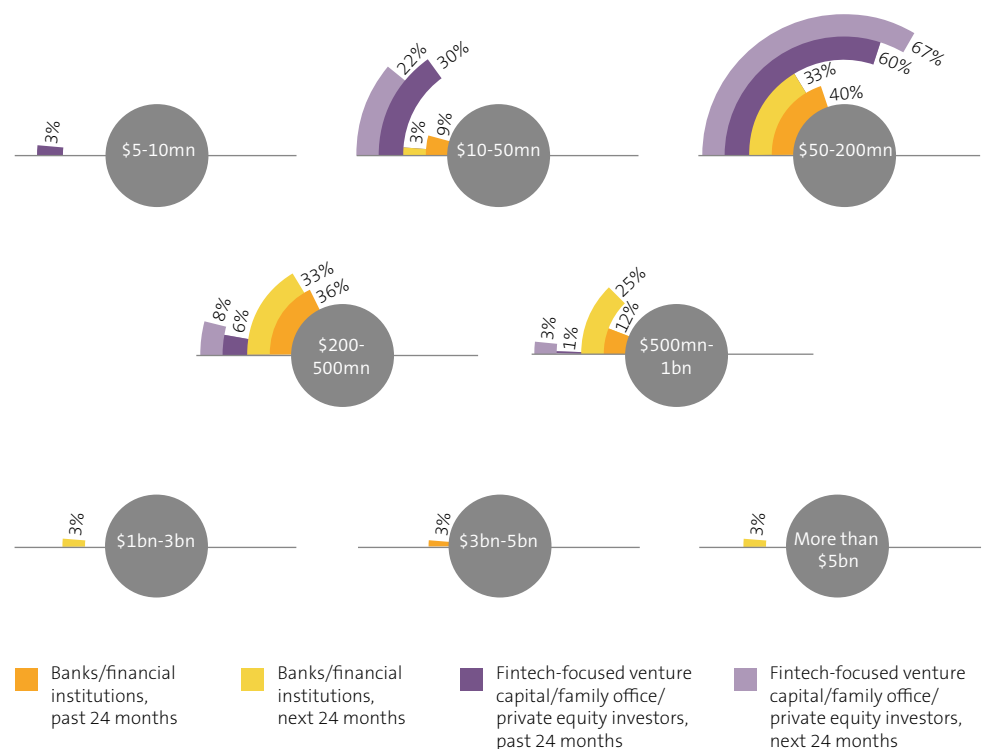 3%
$5-10mn
22%
30%
3%
9%
$10-50mn
67%
60%
33%
40%
$50-200mn
8%
6%
33%
36%
$200-
500mn
3%
1%
25%
12%
$500mn-
1bn
3%
$1bn-3bn
3%
$3bn-5bn
3%
More than
$5bn
Banks/financial
institutions,
past 24 months
Banks/financial
institutions,
next 24 months
Fintech-focused venture
capital/family office/
private equity investors,
past 24 months
Fintech-focused venture
capital/family office/
private equity investors,
next 24 months